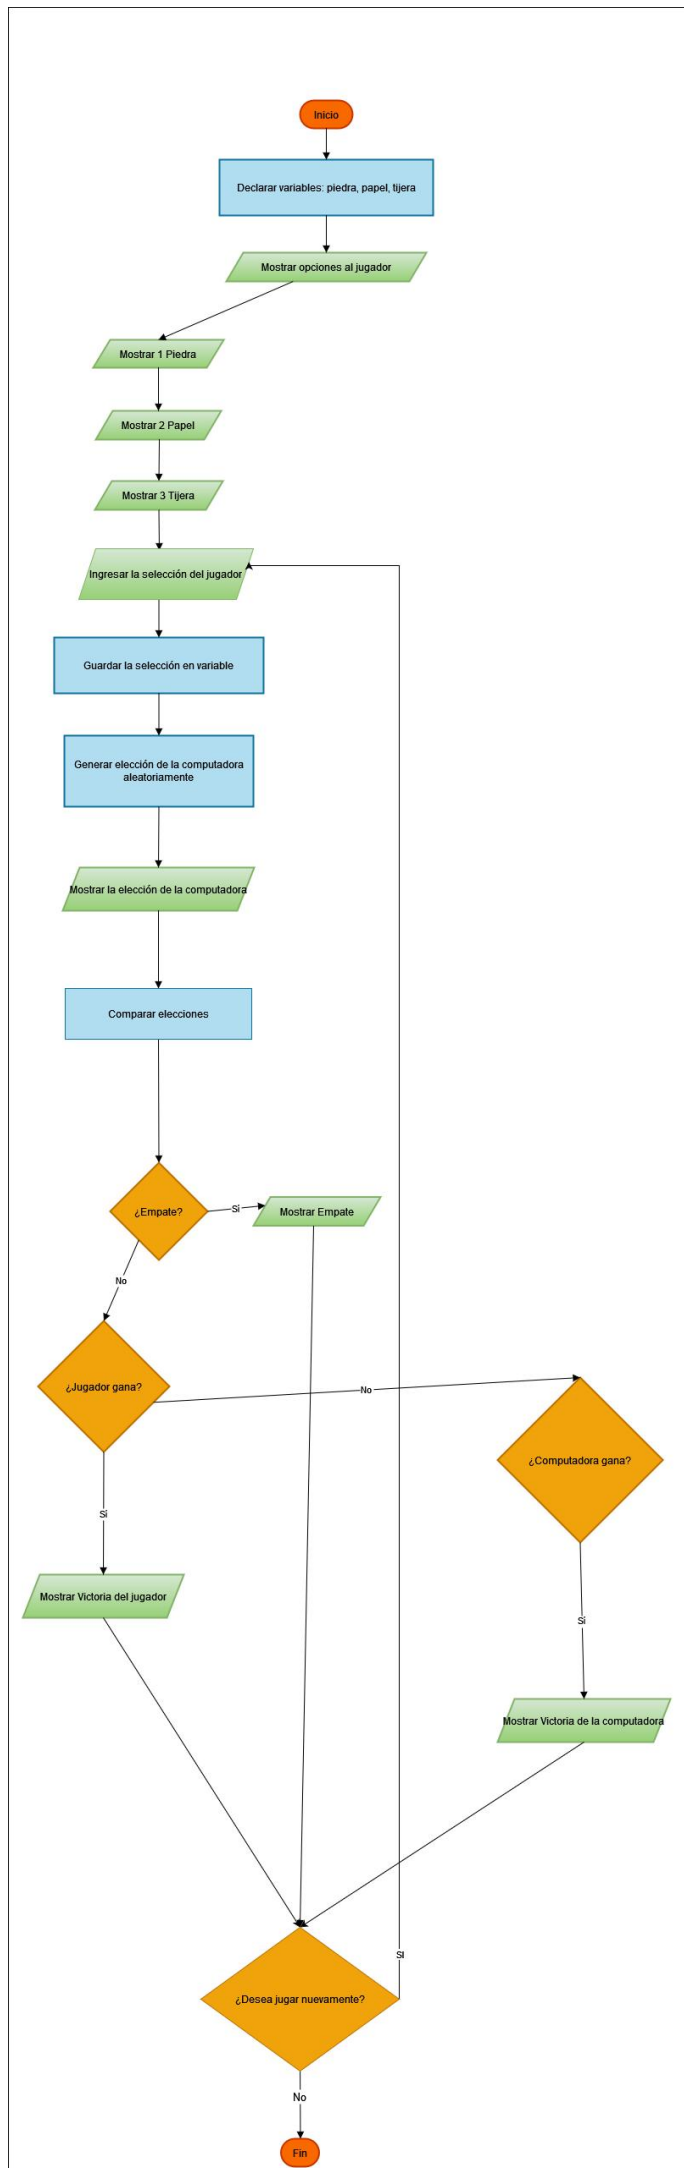 Inicio
Declarar variables: piedra, papel, tijera
Mostrar opciones al jugador
Mostrar 1 Piedra
Mostrar 2 Papel
Mostrar 3 Tijera
Ingresar la selección del jugador
Guardar la selección en variable
Generar elección de la computadora
aleatoriamente
Mostrar la elección de la computadora
Comparar elecciones
¿Empate?
Sí
Mostrar Empate
No
¿Jugador gana?
No
¿Computadora gana?
Sí
Mostrar Victoria del jugador
Sí
Mostrar Victoria de la computadora
SI
¿Desea jugar nuevamente?
No
Fin